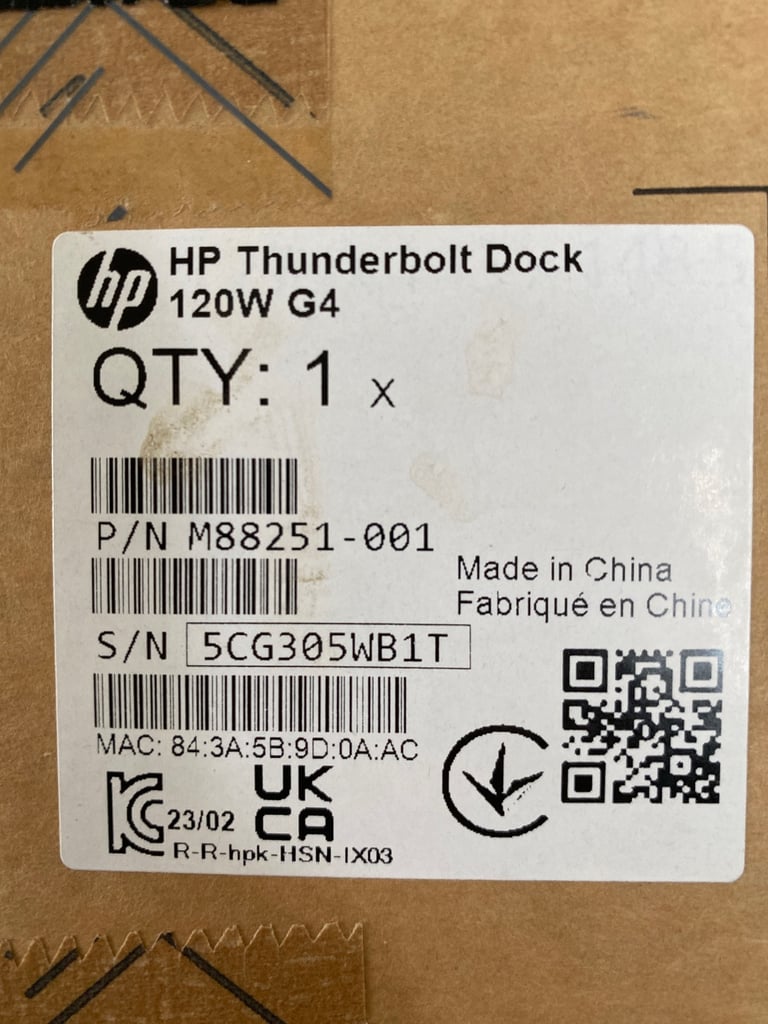 hp
HP Thunderbolt Dock
120W G4
QTY: 1 x
P/N M88251-001
Made in China
Fabriqué en Chine
S/N 5CG305WB1T
MAC: 84:3A:5B:9D:0A:AC
23/02
UK
CA
R-R-hpk-HSN-IX03